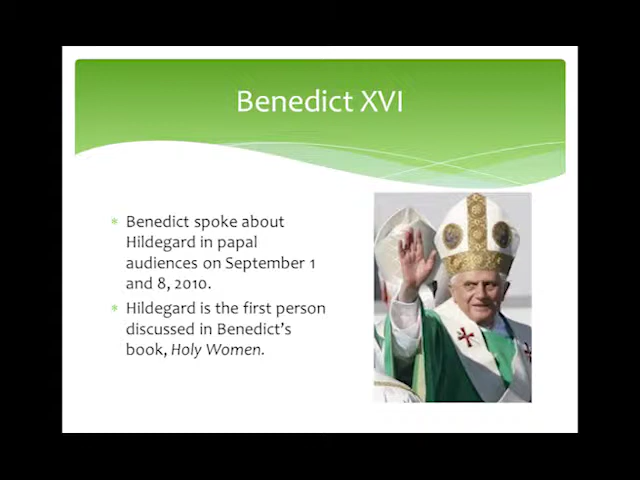 Benedict XVI
* Benedict spoke about
Hildegard in papal
audiences on September 1
and 8, 2010.
* Hildegard is the first person
discussed in Benedict's
book, Holy Women.